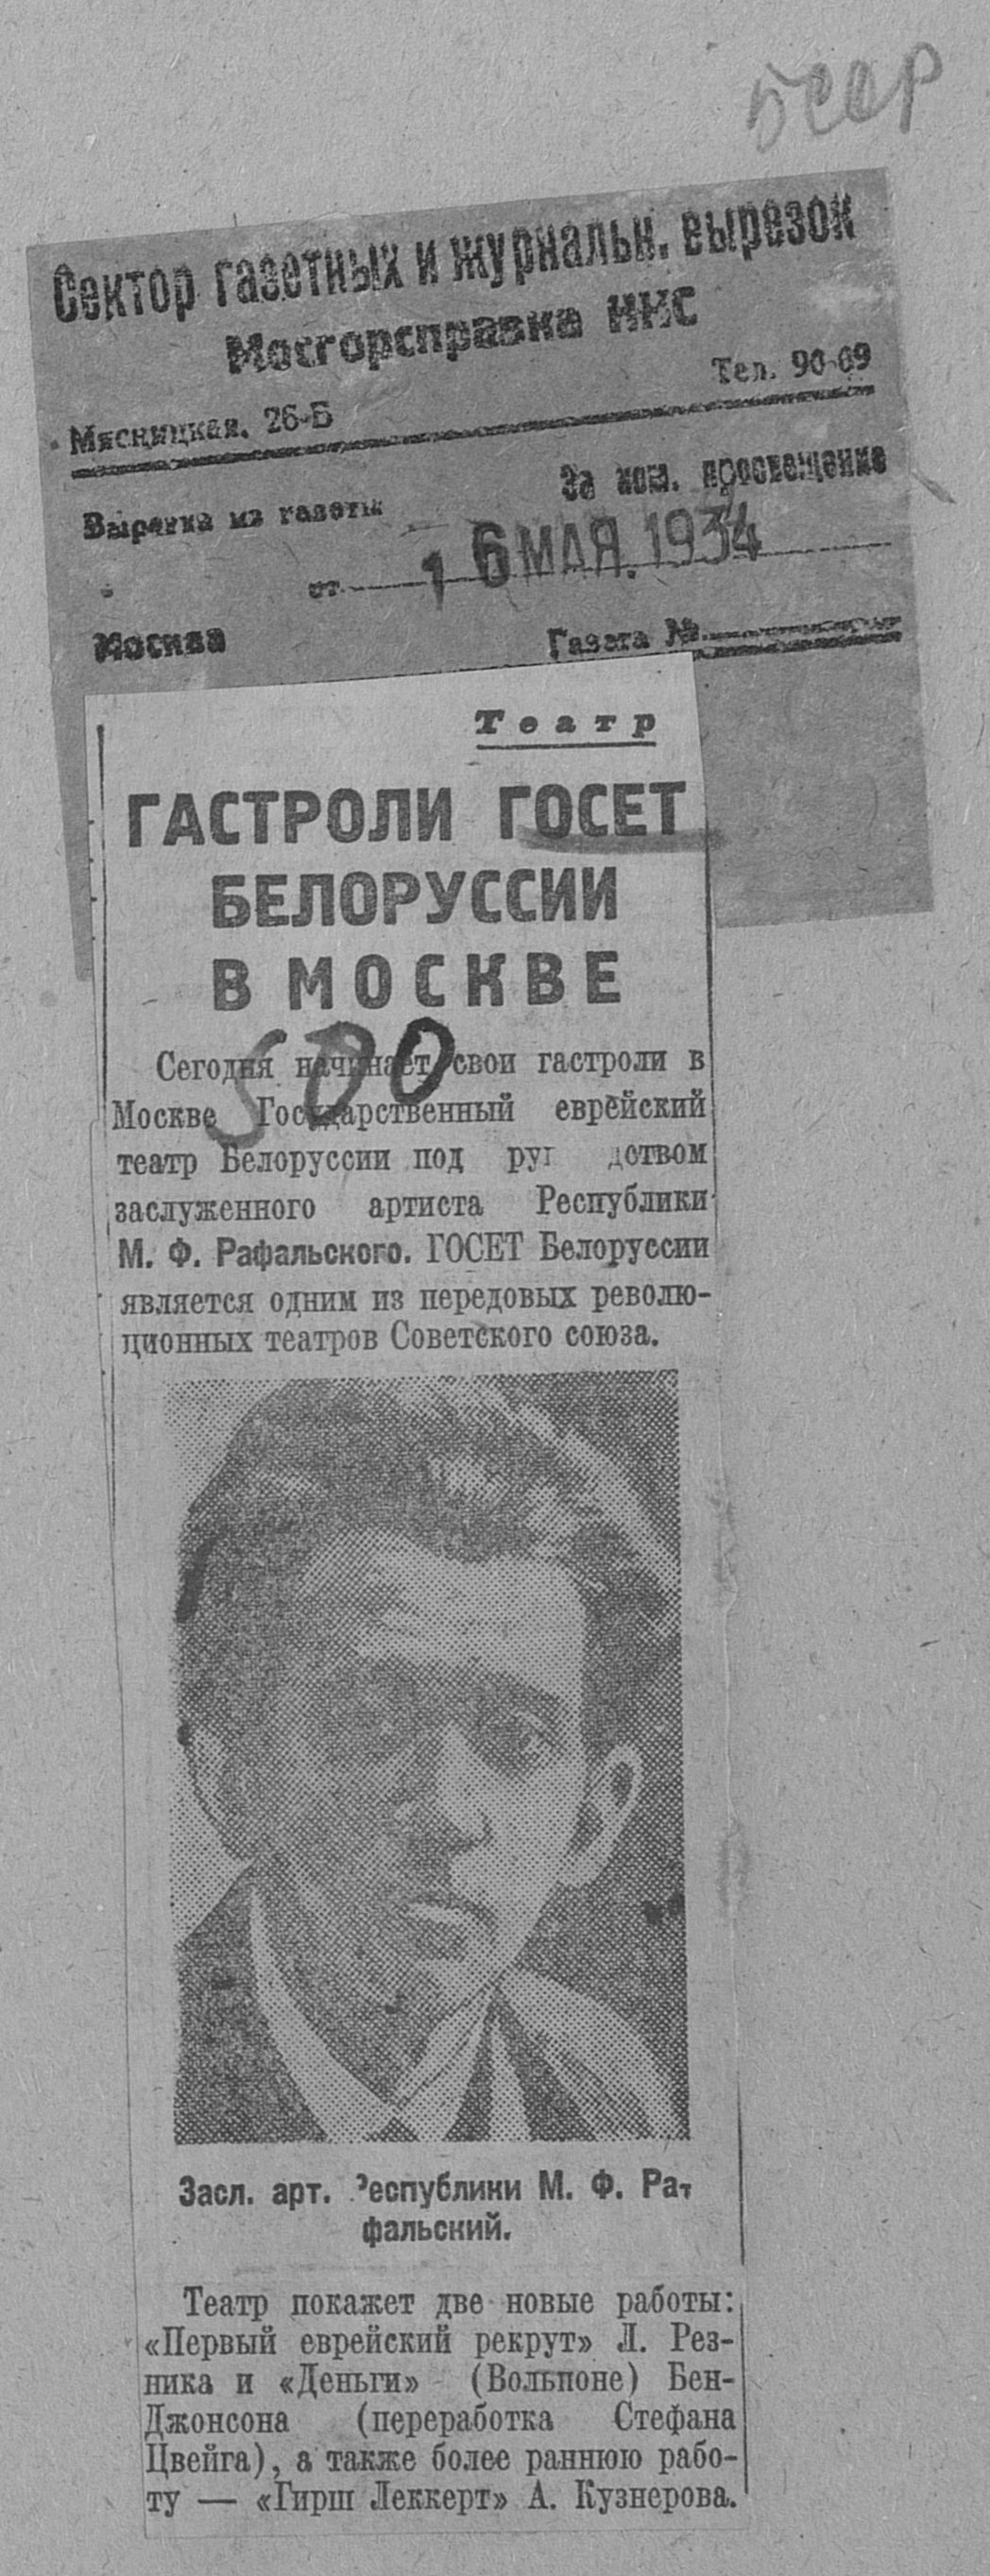 БССР
Сектор газетных и журнальн. вырезок
Мосгорсправка НКС
Мясницкая, 26-Б Тел. 90-69
Вырезка из газеты За ком. просвещение
от 16 МАЯ. 1934
Москва Газета №
Театр
ГАСТРОЛИ ГОСЕТ
БЕЛОРУССИИ
В МОСКВЕ
500
Сегодня начинает свои гастроли в
Москве Государственный еврейский
театр Белоруссии под
заслуженного артиста Республики
М. Ф. Рафальского. ГОСЕТ Белоруссии
является одним из передовых револю-
ционных театров Советского союза.
Засл. арт. Республики М. Ф. Ра-
фальский.
Театр покажет две новые работы:
«Первый еврейский рекрут» Л. Рез-
ника и «Деньги» (Вольпоне) Бен-
Джонсона (переработка Стефана
Цвейга), а также более раннюю рабо-
ту — «Гирш Леккерт» А. Кузнерова.